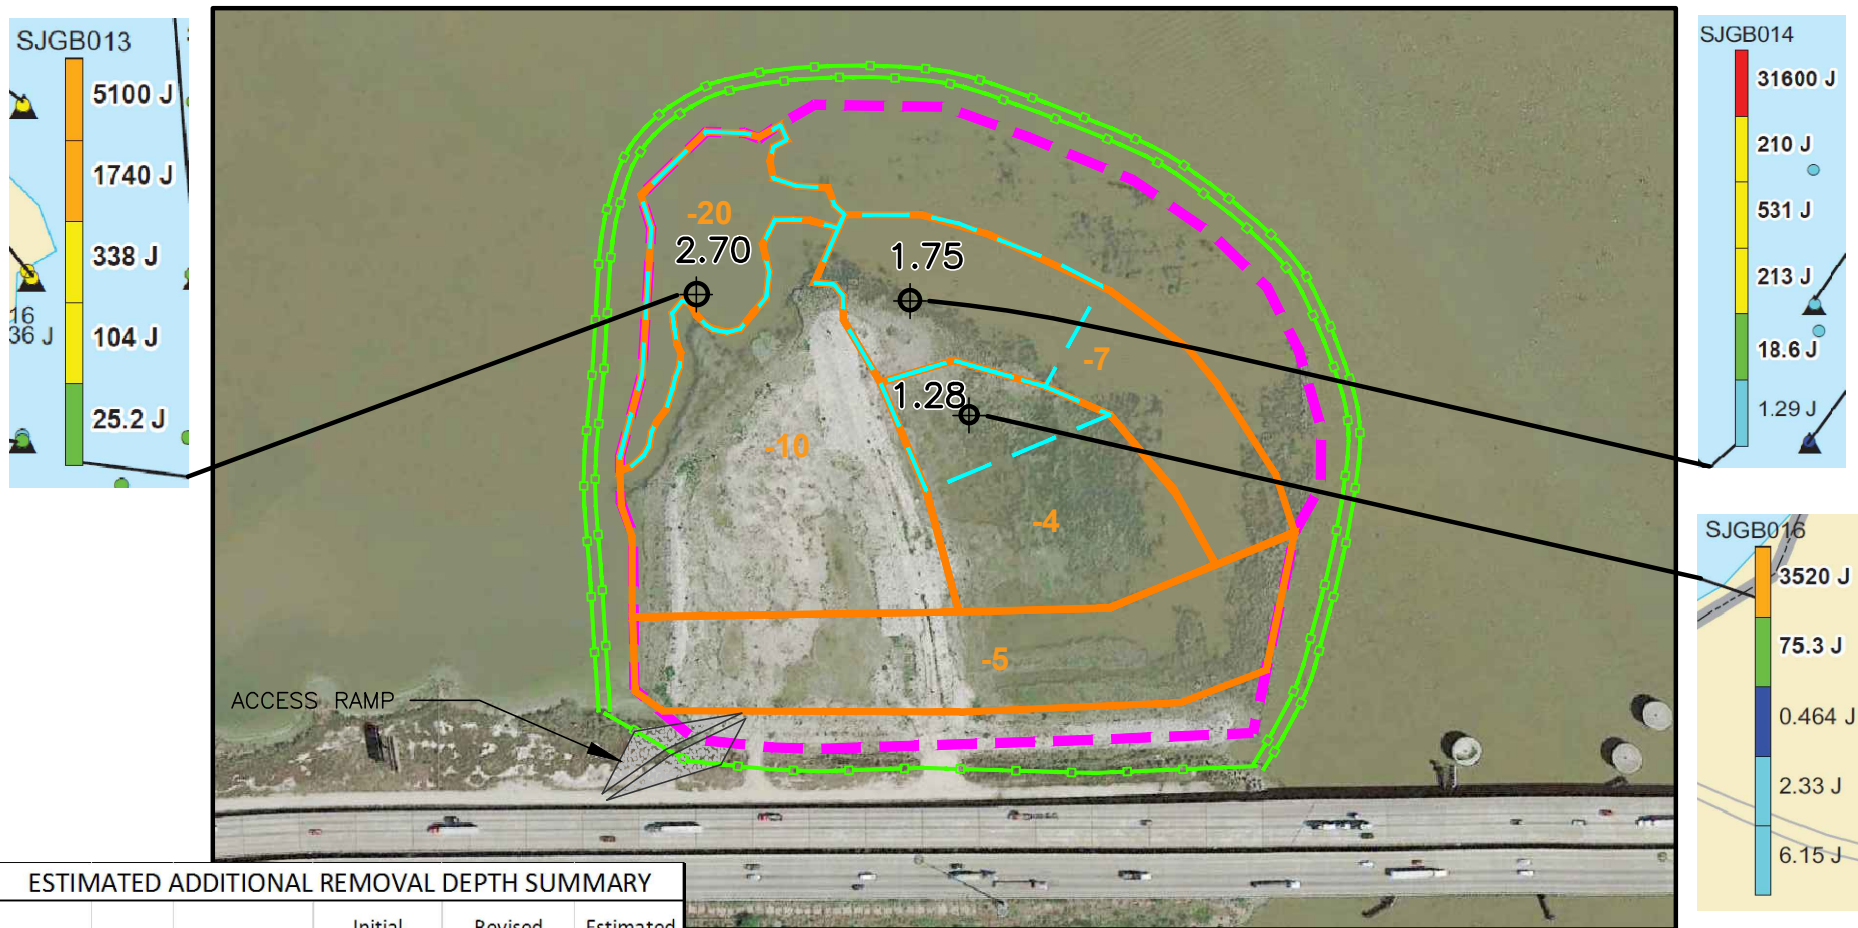 SJGB013
5100 J
1740 J
338 J
104 J
25.2 J
16
36 J
-20
2.70
1.75
-7
1.28
-10
-4
-5
ACCESS RAMP
SJGB014
31600 J
210 J
531 J
213 J
18.6 J
1.29 J
SJGB016
3520 J
75.3 J
0.464 J
2.33 J
6.15 J
ESTIMATED ADDITIONAL REMOVAL DEPTH SUMMARY
Initial Revised Estimated